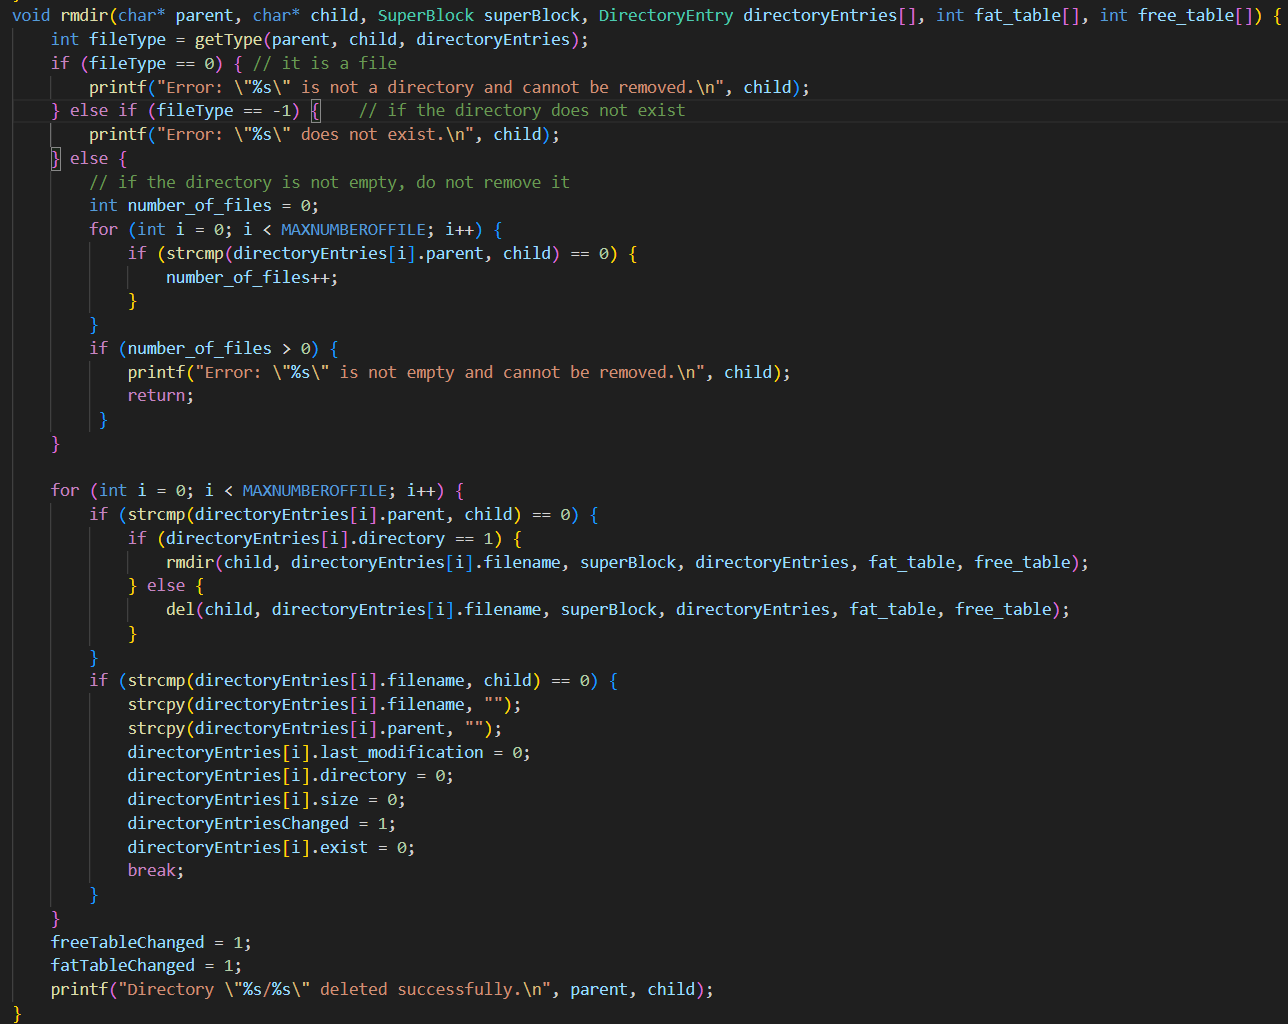 void rmdir(char* parent, char* child, SuperBlock superBlock, DirectoryEntry directoryEntries[], int fat_table[], int free_table[]) {
    int fileType = getType(parent, child, directoryEntries);
    if (fileType == 0) { // it is a file
        printf("Error: \"%s\" is not a directory and cannot be removed.\n", child);
    } else if (fileType == -1) {    // if the directory does not exist
        printf("Error: \"%s\" does not exist.\n", child);
    } else {
        // if the directory is not empty, do not remove it
        int number_of_files = 0;
        for (int i = 0; i < MAXNUMBEROFFILE; i++) {
            if (strcmp(directoryEntries[i].parent, child) == 0) {
                number_of_files++;
            }
        }
        if (number_of_files > 0) {
            printf("Error: \"%s\" is not empty and cannot be removed.\n", child);
            return;
         }
    }

    for (int i = 0; i < MAXNUMBEROFFILE; i++) {
        if (strcmp(directoryEntries[i].parent, child) == 0) {
            if (directoryEntries[i].directory == 1) {
                rmdir(child, directoryEntries[i].filename, superBlock, directoryEntries, fat_table, free_table);
            } else {
                del(child, directoryEntries[i].filename, superBlock, directoryEntries, fat_table, free_table);
            }
        }
        if (strcmp(directoryEntries[i].filename, child) == 0) {
            strcpy(directoryEntries[i].filename, "");
            strcpy(directoryEntries[i].parent, "");
            directoryEntries[i].last_modification = 0;
            directoryEntries[i].directory = 0;
            directoryEntries[i].size = 0;
            directoryEntriesChanged = 1;
            directoryEntries[i].exist = 0;
            break;
        }
    }
    freeTableChanged = 1;
    fatTableChanged = 1;
    printf("Directory \"%s/%s\" deleted successfully.\n", parent, child);
}